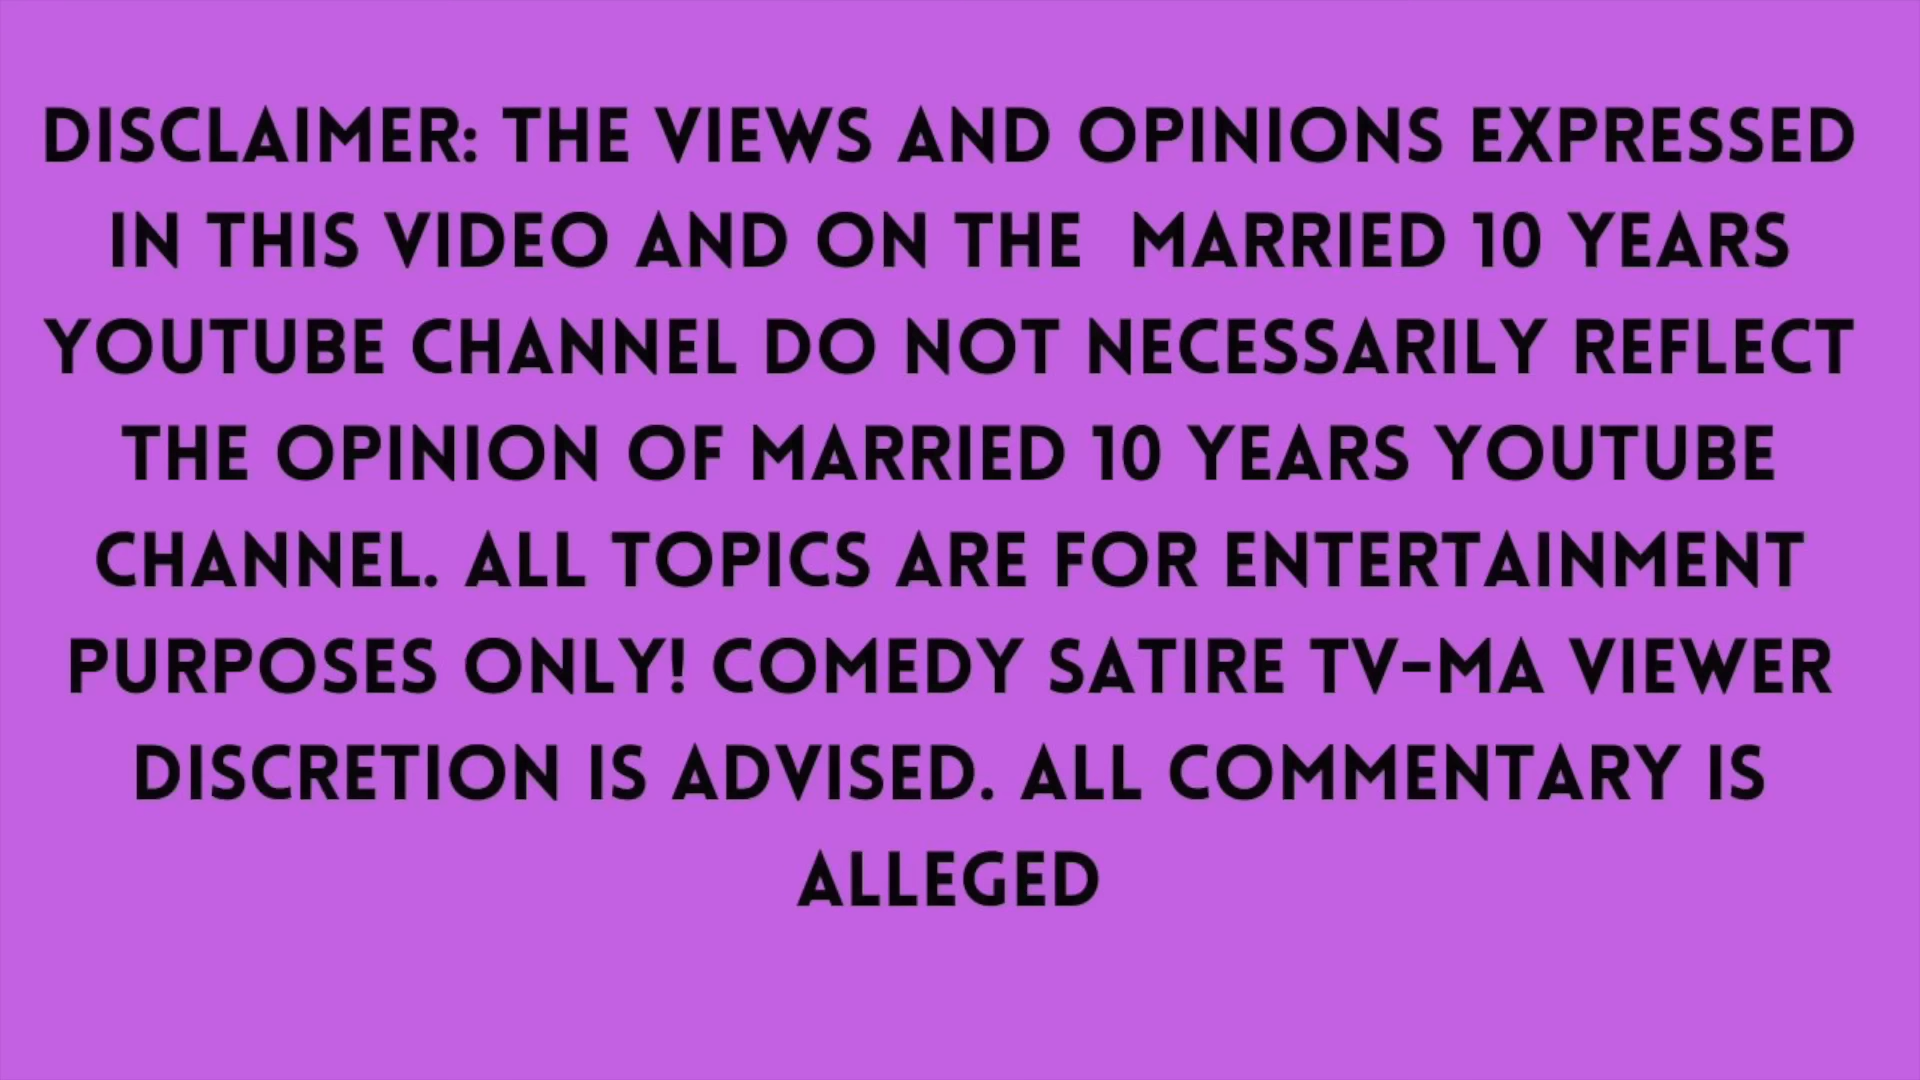 DISCLAIMER: THE VIEWS AND OPINIONS EXPRESSED
IN THIS VIDEO AND ON THE MARRIED 10 YEARS
YOUTUBE CHANNEL DO NOT NECESSARILY REFLECT
THE OPINION OF MARRIED 10 YEARS YOUTUBE
CHANNEL. ALL TOPICS ARE FOR ENTERTAINMENT
PURPOSES ONLY! COMEDY SATIRE TV-MA VIEWER
DISCRETION IS ADVISED. ALL COMMENTARY IS
ALLEGED